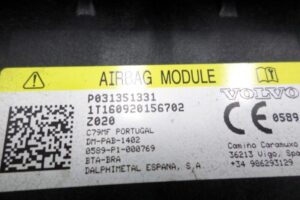 AIRBAG MODULE
P031351331
1T160920156702
Z020
C79MF PORTUGAL
DM-PAB-1402
0589-P1-000769
BTA-BRA
DALPHIMETAL ESPANA, S.A.
VOLVO
CE 0589
Camino Caramuxo
36213 Vigo, Spa
+34 986293129